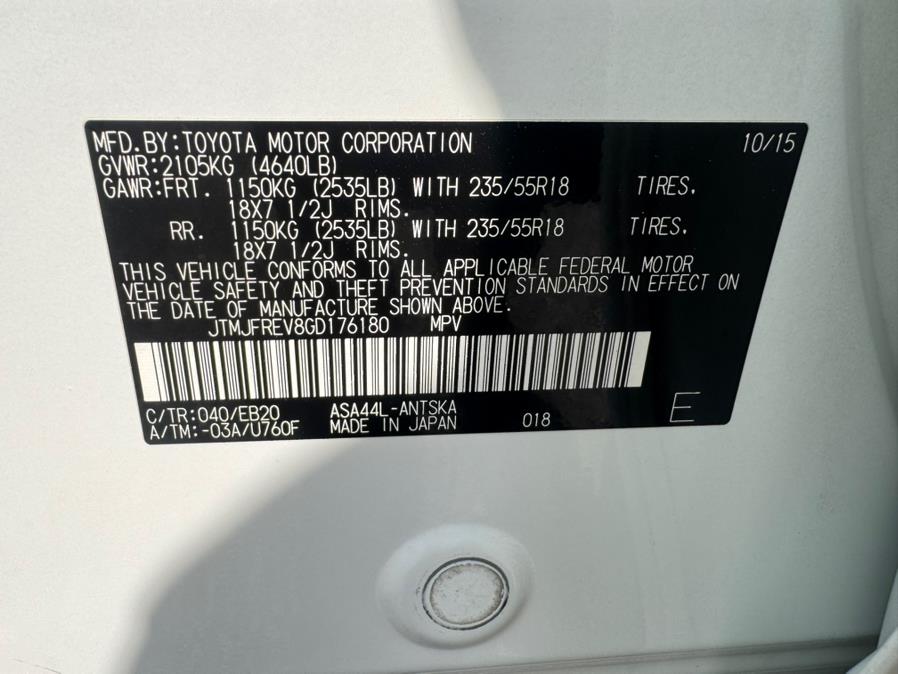 MFD.BY:TOYOTA MOTOR CORPORATION 10/15
GVWR:2105KG (4640LB)
GAWR:FRT. 1150KG (2535LB) WITH 235/55R18 TIRES.
18X7 1/2J RIMS.
RR. 1150KG (2535LB) WITH 235/55R18 TIRES.
18X7 1/2J RIMS.
THIS VEHICLE CONFORMS TO ALL APPLICABLE FEDERAL MOTOR
VEHICLE SAFETY AND THEFT PREVENTION STANDARDS IN EFFECT ON
THE DATE OF MANUFACTURE SHOWN ABOVE.
JTMJFREV8GD176180 MPV
C/TR:040/EB20 ASA44L-ANTSKA
A/TM:-03A/U760F MADE IN JAPAN 018 E